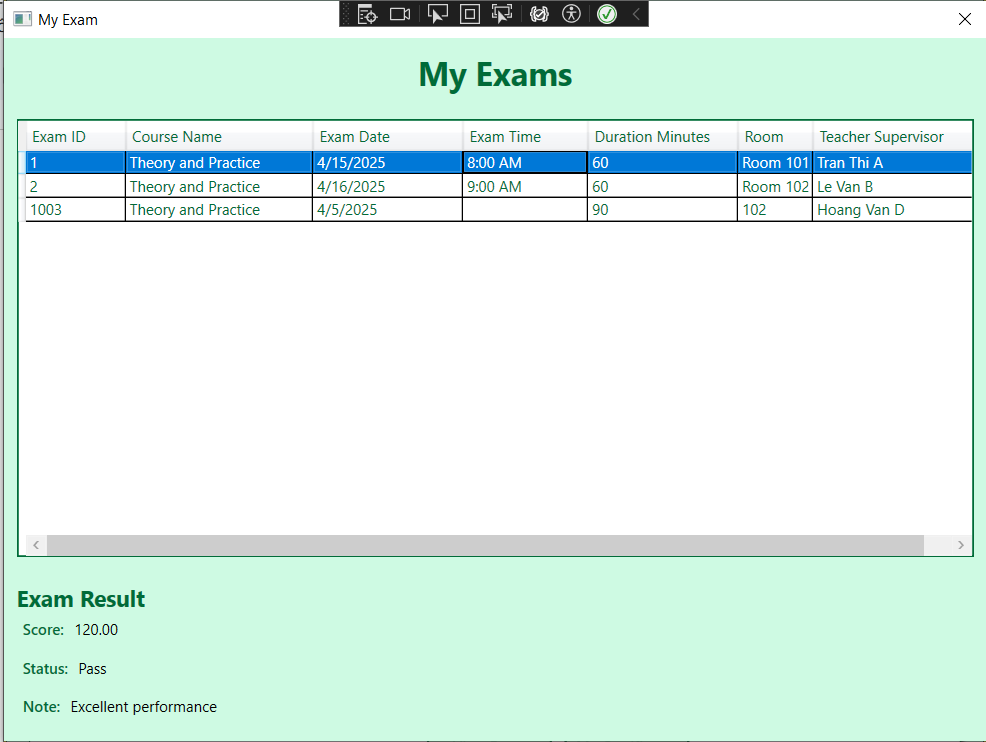 My Exam
My Exams
Exam ID Course Name Exam Date Exam Time Duration Minutes Room Teacher Supervisor
1 Theory and Practice 4/15/2025 8:00 AM 60 Room 101 Tran Thi A
2 Theory and Practice 4/16/2025 9:00 AM 60 Room 102 Le Van B
1003 Theory and Practice 4/5/2025 90 102 Hoang Van D
Exam Result
Score: 120.00
Status: Pass
Note: Excellent performance